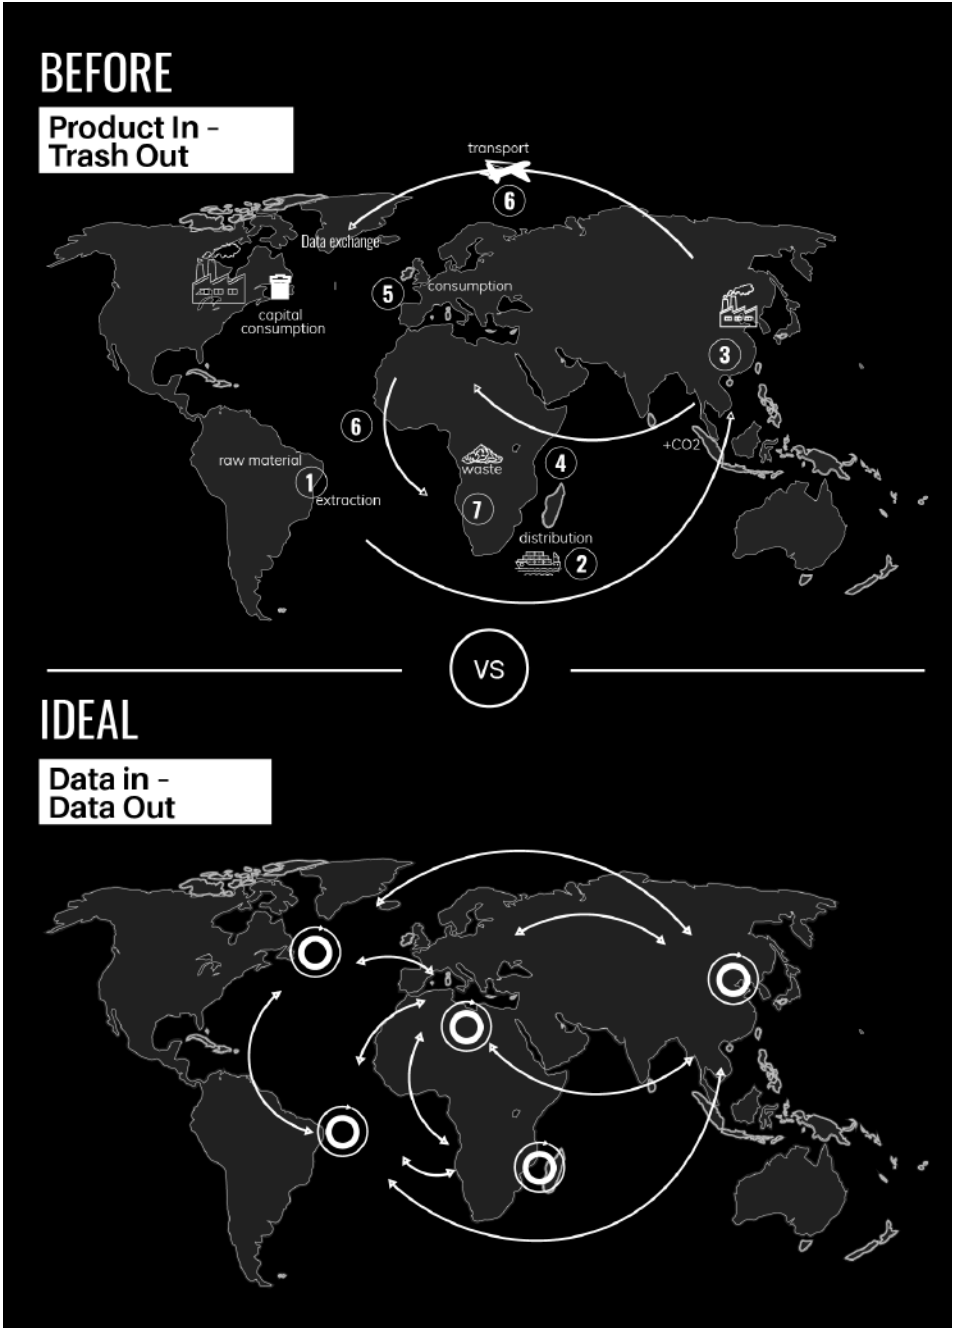 BEFORE
Product In -
Trash Out
transport
6
Data exchange
5
consumption
capital
consumption
3
6
+CO2
raw material
1
extraction
waste
4
7
distribution
2
VS
IDEAL
Data in -
Data Out